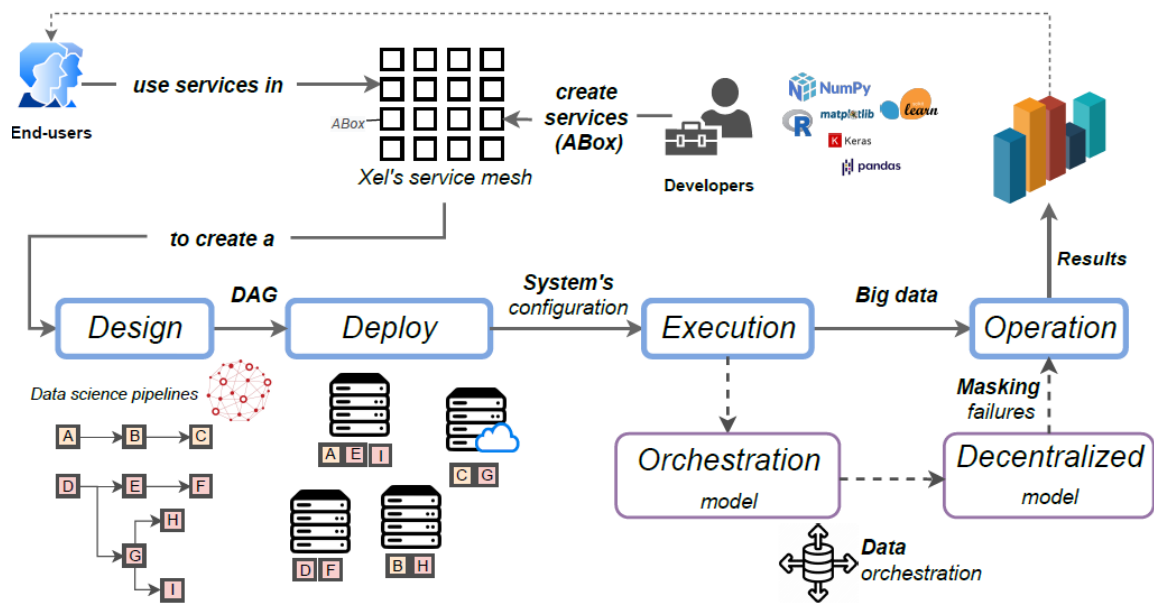 End-users
use services in
ABox
Xel's service mesh
create
services
(ABox)
Developers
NumPy
R
matplotlib
learn
K Keras
pandas
to create a
Results
DAG
System's
configuration
Big data
Design
Deploy
Execution
Operation
Data science pipelines
A
B
C
D
E
F
G
H
I
A
E
I
C
G
D
F
B
H
Masking
failures
Orchestration
model
Decentralized
model
Data
orchestration